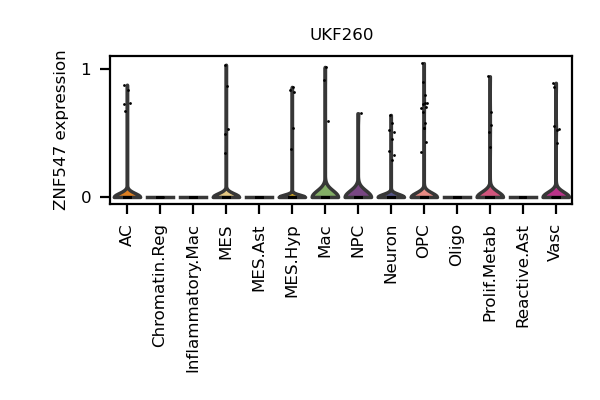 UKF260
ZNF547 expression
1
0
AC
Chromatin.Reg
Inflammatory.Mac
MES
MES.Ast
MES.Hyp
Mac
NPC
Neuron
OPC
Oligo
Prolif.Metab
Reactive.Ast
Vasc